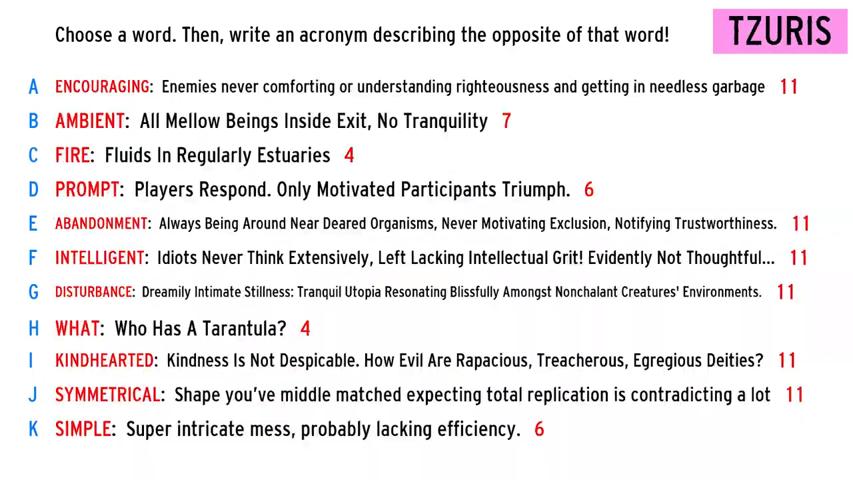 Choose a word. Then, write an acronym describing the opposite of that word!
TZURIS
A ENCOURAGING: Enemies never comforting or understanding righteousness and getting in needless garbage 11
B AMBIENT: All Mellow Beings Inside Exit, No Tranquility 7
C FIRE: Fluids In Regularly Estuaries 4
D PROMPT: Players Respond. Only Motivated Participants Triumph. 6
E ABANDONMENT: Always Being Around Near Deared Organisms, Never Motivating Exclusion, Notifying Trustworthiness. 11
F INTELLIGENT: Idiots Never Think Extensively, Left Lacking Intellectual Grit! Evidently Not Thoughtful... 11
G DISTURBANCE: Dreamily Intimate Stillness: Tranquil Utopia Resonating Blissfully Amongst Nonchalant Creatures' Environments. 11
H WHAT: Who Has A Tarantula? 4
I KINDHEARTED: Kindness Is Not Despicable. How Evil Are Rapacious, Treacherous, Egregious Deities? 11
J SYMMETRICAL: Shape you've middle matched expecting total replication is contradicting a lot 11
K SIMPLE: Super intricate mess, probably lacking efficiency. 6